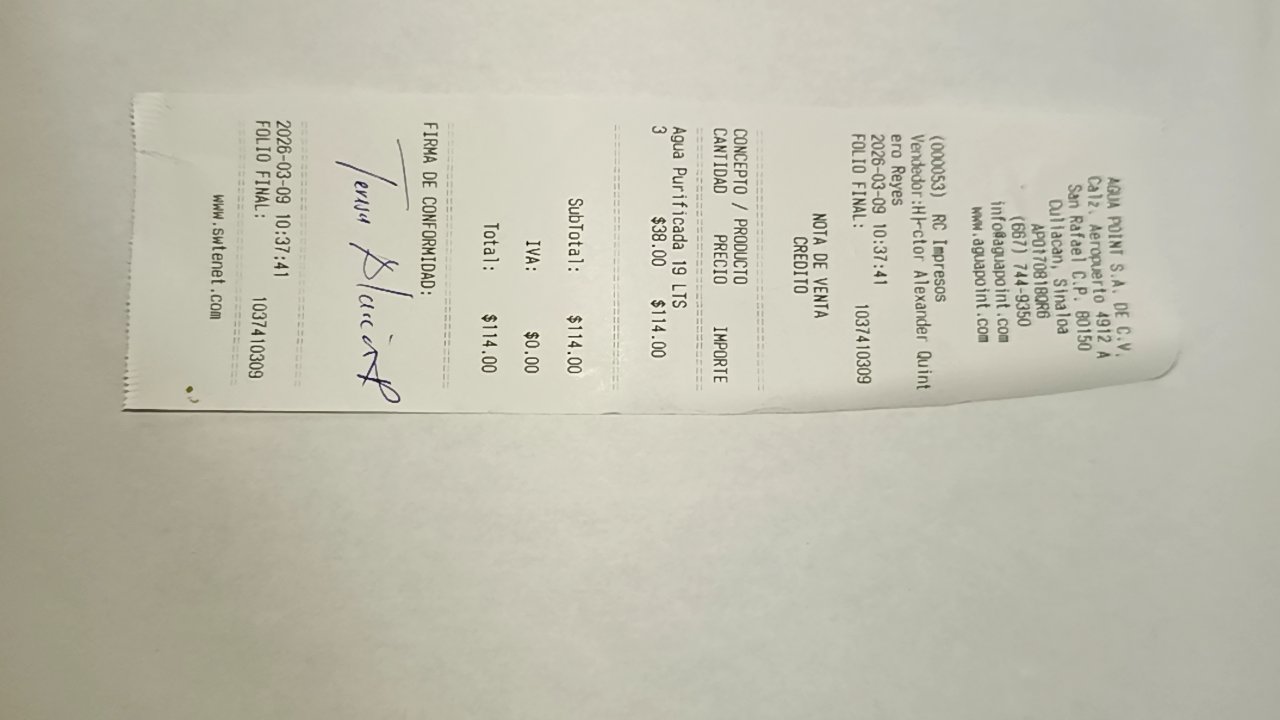 AGUA POINT S.A. DE C.V.
Calz. Aeropuerto 4912 A
San Rafael C.P. 80150
Culiacan, Sinaloa
APO170818QR6
(667) 744-9350
info@aguapoint.com
www.aguapoint.com
(000053) RC Impresos
Vendedor:H├ctor Alexander Quint
ero Reyes
2026-03-09 10:37:41
FOLIO FINAL: 1037410309
NOTA DE VENTA
CREDITO
CONCEPTO / PRODUCTO
CANTIDAD PRECIO IMPORTE
Agua Purificada 19 LTS
3 $38.00 $114.00
SubTotal: $114.00
IVA: $0.00
Total: $114.00
FIRMA DE CONFORMIDAD:
2026-03-09 10:37:41
FOLIO FINAL: 1037410309
www.swtenet.com